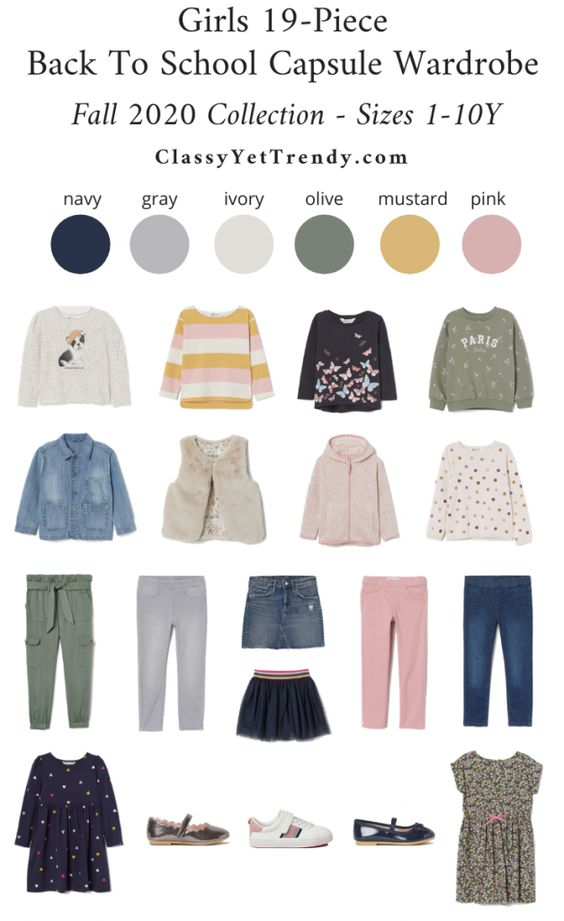 Girls 19-Piece
Back To School Capsule Wardrobe
Fall 2020 Collection - Sizes 1-10Y
ClassyYetTrendy.com
navy gray ivory olive mustard pink
PARIS